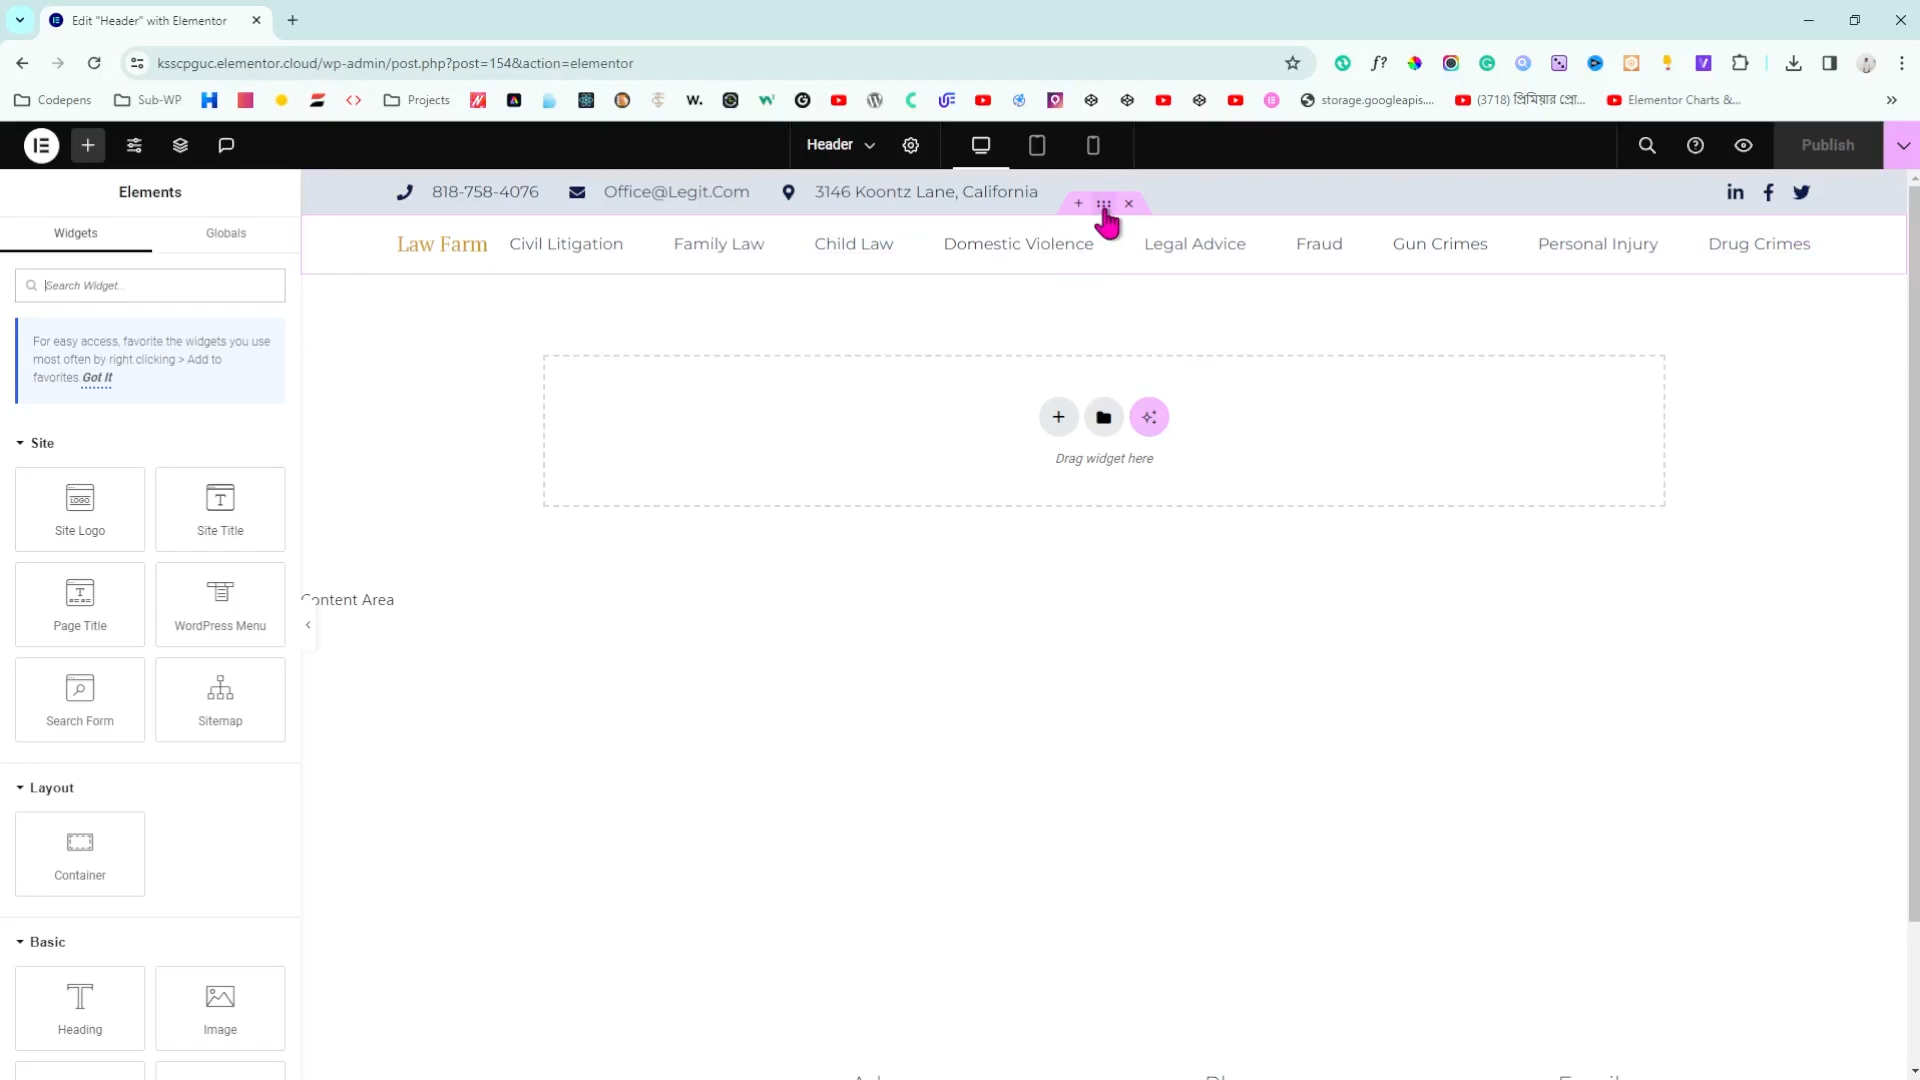 Edit "Header" with Elementor
ksscpguc.elementor.cloud/wp-admin/post.php?post=154&action=elementor
Codepens
Sub-WP
Projects
storage.googleapis....
(3718) প্রিমিয়ার প্রো...
Elementor Charts &...
Header
Publish
Elements
Widgets
Globals
Search Widget...
For easy access, favorite the widgets you use
most often by right clicking > Add to
favorites. Got It
Site
Site Logo
Site Title
Page Title
WordPress Menu
Search Form
Sitemap
Layout
Container
Basic
Heading
Image
818-758-4076
Office@Legit.Com
3146 Koontz Lane, California
Law Farm
Civil Litigation
Family Law
Child Law
Domestic Violence
Legal Advice
Fraud
Gun Crimes
Personal Injury
Drug Crimes
Drag widget here
Content Area